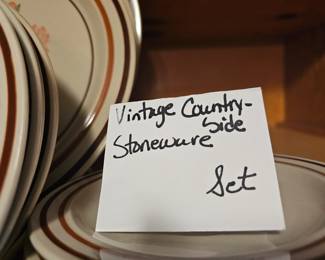 Vintage Country-
Side
Stoneware
Set